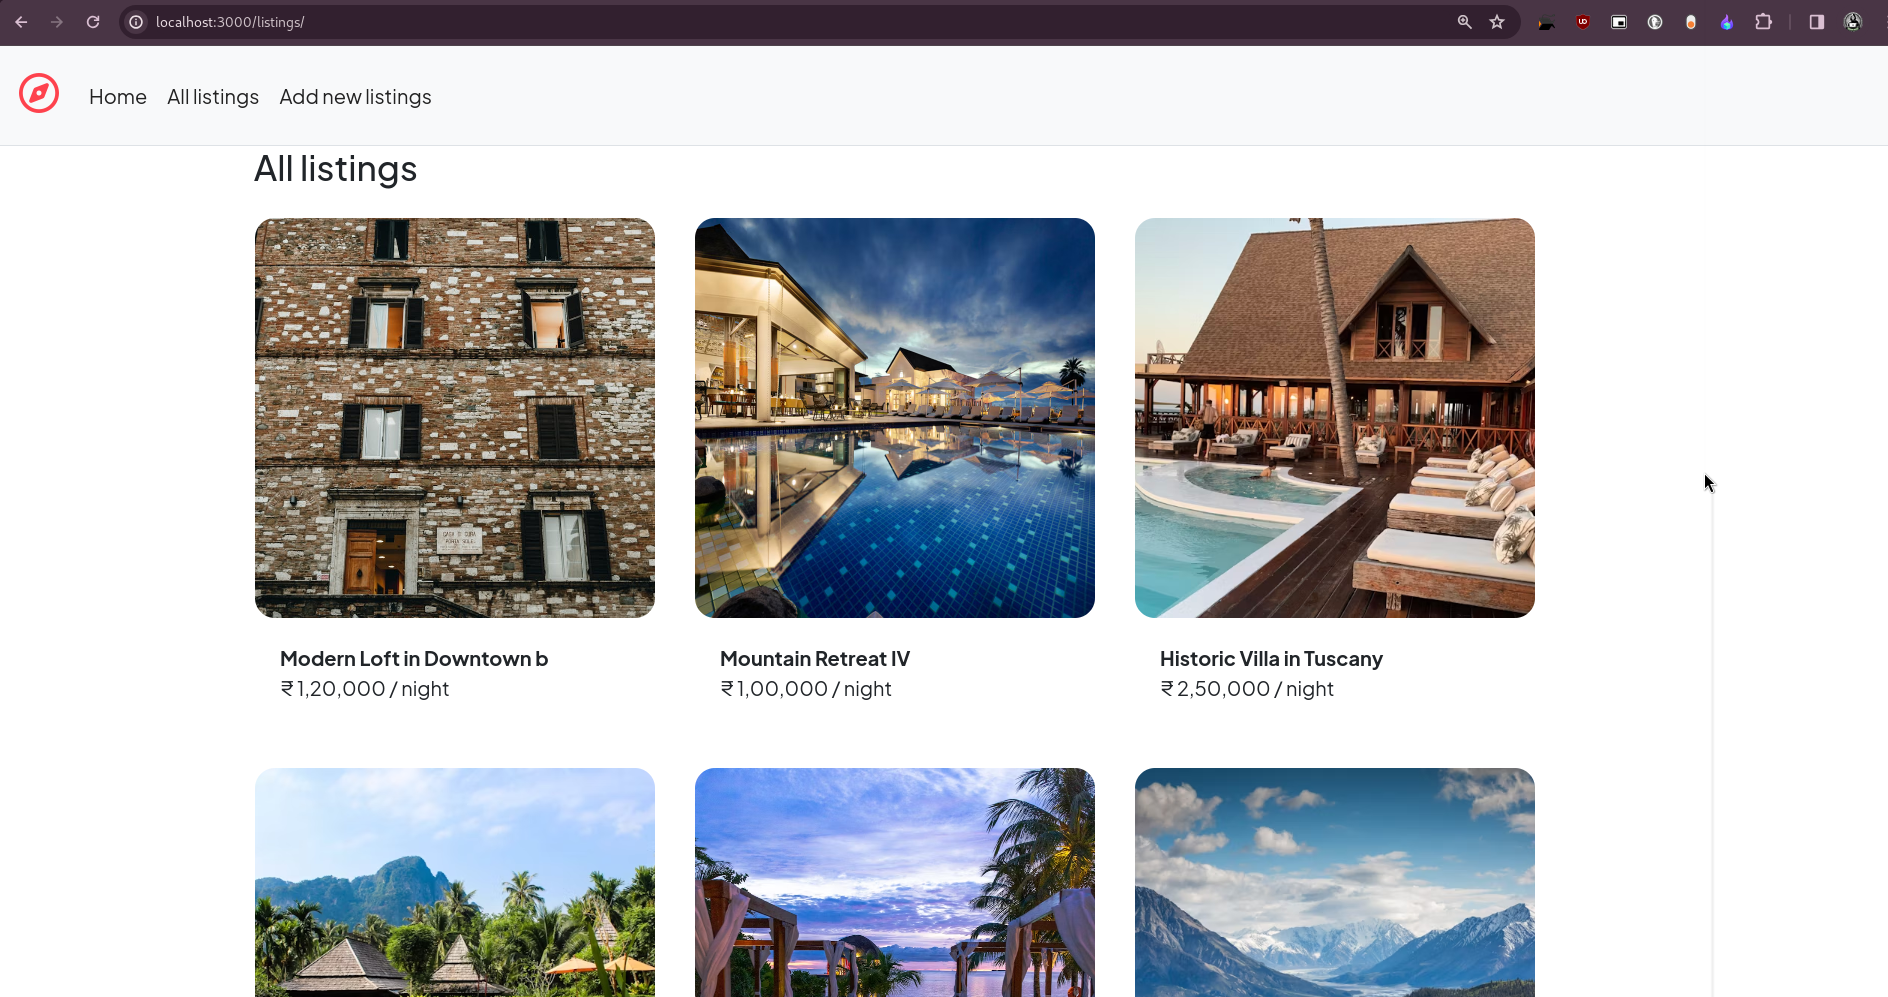 localhost:3000/listings/
Home All listings Add new listings
All listings
Modern Loft in Downtown b
₹ 1,20,000 / night
Mountain Retreat IV
₹ 1,00,000 / night
Historic Villa in Tuscany
₹ 2,50,000 / night